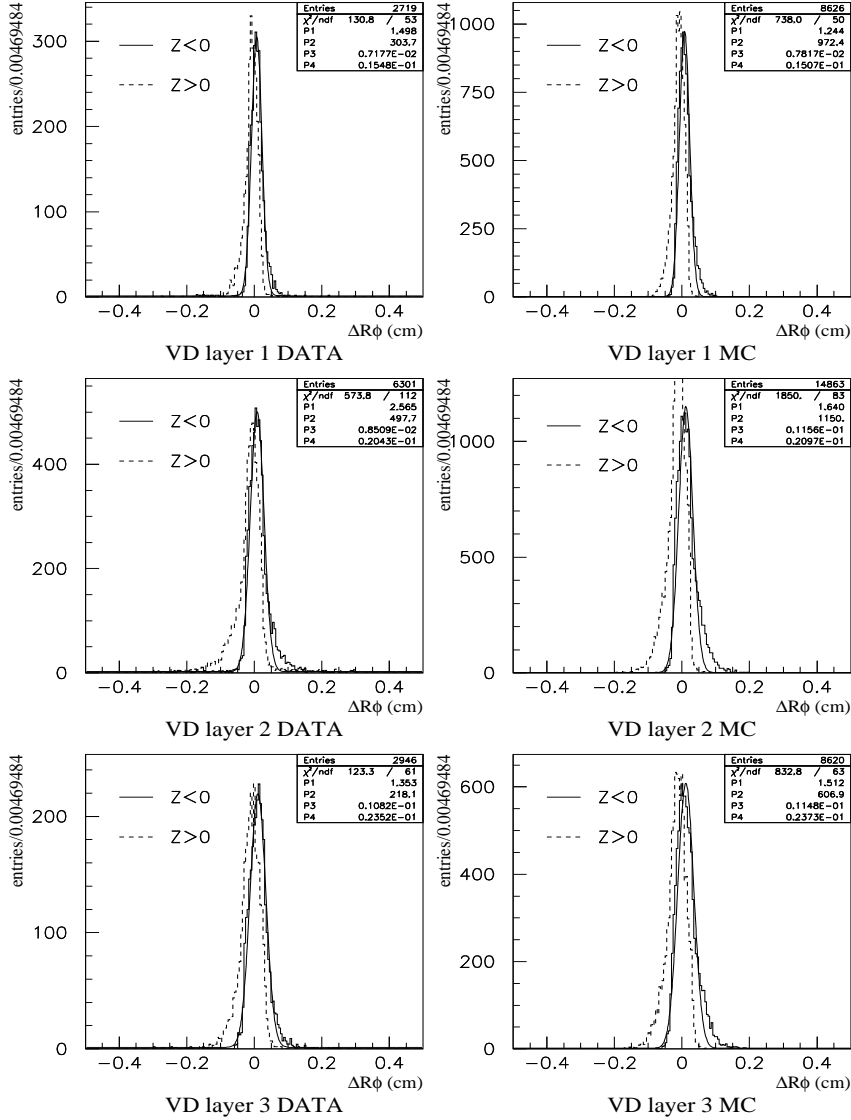 entries/0.00469484
Entries 2719
χ²/ndf 130.8 / 53
P1 1.498
P2 303.7
P3 0.7177E-02
P4 0.1548E-01
Z<0
Z>0
300
200
100
0
−0.4 −0.2 0 0.2 0.4
ΔRϕ (cm)
VD layer 1 DATA
entries/0.00469484
Entries 8626
χ²/ndf 738.0 / 50
P1 1.244
P2 972.4
P3 0.7817E-02
P4 0.1507E-01
Z<0
Z>0
1000
750
500
250
0
−0.4 −0.2 0 0.2 0.4
ΔRϕ (cm)
VD layer 1 MC
entries/0.00469484
Entries 6301
χ²/ndf 573.8 / 112
P1 2.565
P2 497.7
P3 0.8509E-02
P4 0.2043E-01
Z<0
Z>0
400
200
0
−0.4 −0.2 0 0.2 0.4
ΔRϕ (cm)
VD layer 2 DATA
entries/0.00469484
Entries 14863
χ²/ndf 1850. / 83
P1 1.640
P2 1150.
P3 0.1156E-01
P4 0.2097E-01
Z<0
Z>0
1000
500
0
−0.4 −0.2 0 0.2 0.4
ΔRϕ (cm)
VD layer 2 MC
entries/0.00469484
Entries 2946
χ²/ndf 123.3 / 61
P1 1.353
P2 218.1
P3 0.1082E-01
P4 0.2352E-01
Z<0
Z>0
200
100
0
−0.4 −0.2 0 0.2 0.4
ΔRϕ (cm)
VD layer 3 DATA
entries/0.00469484
Entries 8620
χ²/ndf 832.8 / 63
P1 1.512
P2 606.9
P3 0.1148E-01
P4 0.2373E-01
Z<0
Z>0
600
400
200
0
−0.4 −0.2 0 0.2 0.4
ΔRϕ (cm)
VD layer 3 MC